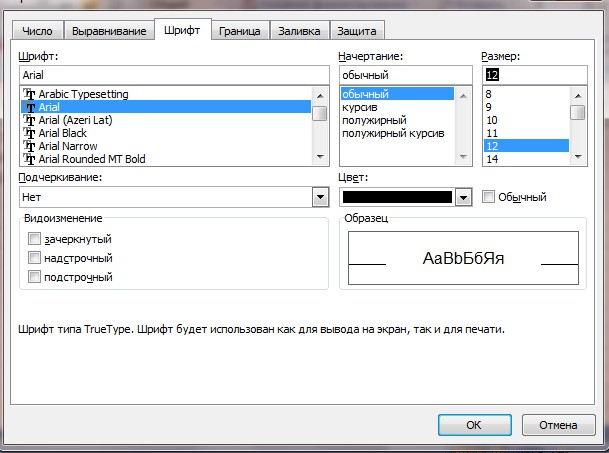 Число Выравнивание Шрифт Граница Заливка Защита
Шрифт: Начертание: Размер:
Arial обычный 12
Arabic Typesetting обычный 8
Arial курсив 9
Arial (Azeri Lat) полужирный 10
Arial Black полужирный курсив 11
Arial Narrow 12
Arial Rounded MT Bold 14
Подчеркивание: Цвет:
Нет Обычный
Видоизменение Образец
зачеркнутый
надстрочный АаВbБбЯя
подстрочный
Шрифт типа TrueType. Шрифт будет использован как для вывода на экран, так и для печати.
ОК Отмена